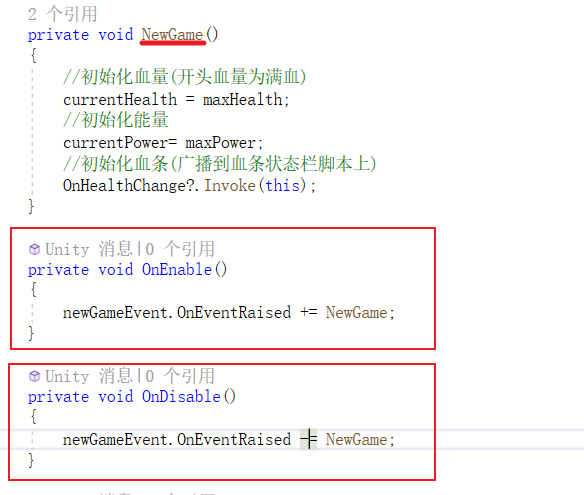 2 个引用
private void NewGame()
{
//初始化血量(开头血量为满血)
currentHealth = maxHealth;
//初始化能量
currentPower= maxPower;
//初始化血条(广播到血条状态栏脚本上)
OnHealthChange?.Invoke(this);
}
Unity 消息|0 个引用
private void OnEnable()
{
newGameEvent.OnEventRaised += NewGame;
}
Unity 消息|0 个引用
private void OnDisable()
{
newGameEvent.OnEventRaised -= NewGame;
}